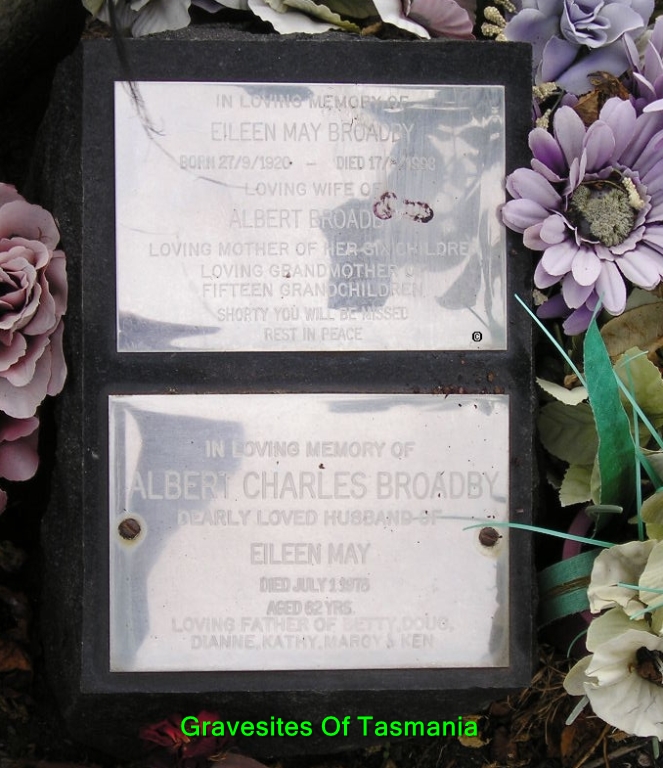 IN LOVING MEMORY OF
EILEEN MAY BROADBY
BORN 27/9/1920 - DIED
LOVING WIFE OF
ALBERT BROADBY
LOVING MOTHER OF HER SIX CHILDREN
LOVING GRANDMOTHER OF
FIFTEEN GRANDCHILDREN
SHORTY YOU WILL BE MISSED
REST IN PEACE
IN LOVING MEMORY OF
ALBERT CHARLES BROADBY
DEARLY LOVED HUSBAND OF
EILEEN MAY
DIED JULY 1 1978
AGED 62 YRS.
LOVING FATHER OF BETTY, DOUG,
DIANNE, KATHY, MARGY & KEN
Gravesites Of Tasmania